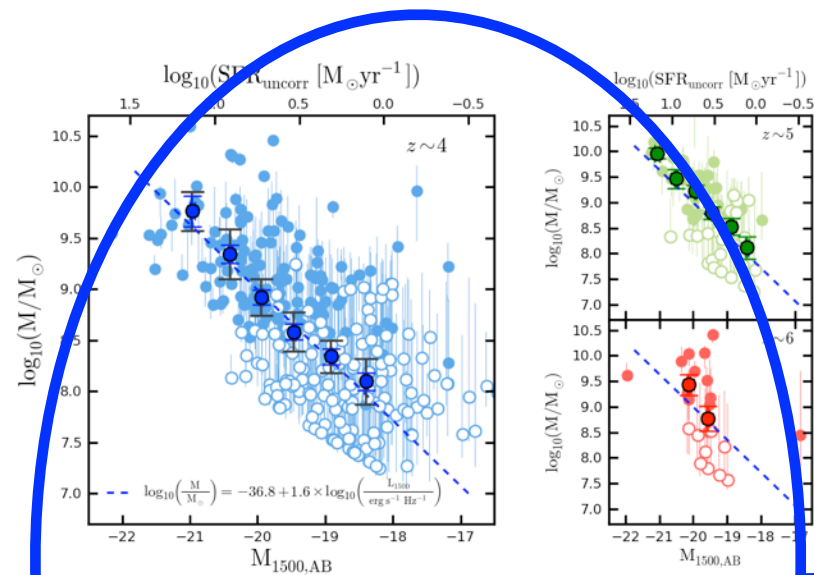 log₁₀(SFR_uncorr [M⊙yr⁻¹])
1.5 0.5 0.1 −0.5
z∼4
log₁₀(M/M⊙)
10.5
10.0
9.5
9.0
8.0
7.5
7.0
log₁₀(M/M⊙) = −36.8+1.6×log₁₀(L₁₅₀₀/erg s⁻¹ Hz⁻¹)
−22 −21 −20 −19 −18 −17
M₁₅₀₀,AB
log₁₀(SFR_uncorr [M⊙yr⁻¹])
1.0 0.5 0.0 −0.5
z∼5
log₁₀(M/M⊙)
10.5
10.0
9.5
9.0
8.5
8.0
7.5
7.0
∼6
log₁₀(M/M⊙)
10.5
10.0
9.5
9.0
8.5
8.0
7.5
7.0
−22 −21 −20 −19 −18
M₁₅₀₀,AB